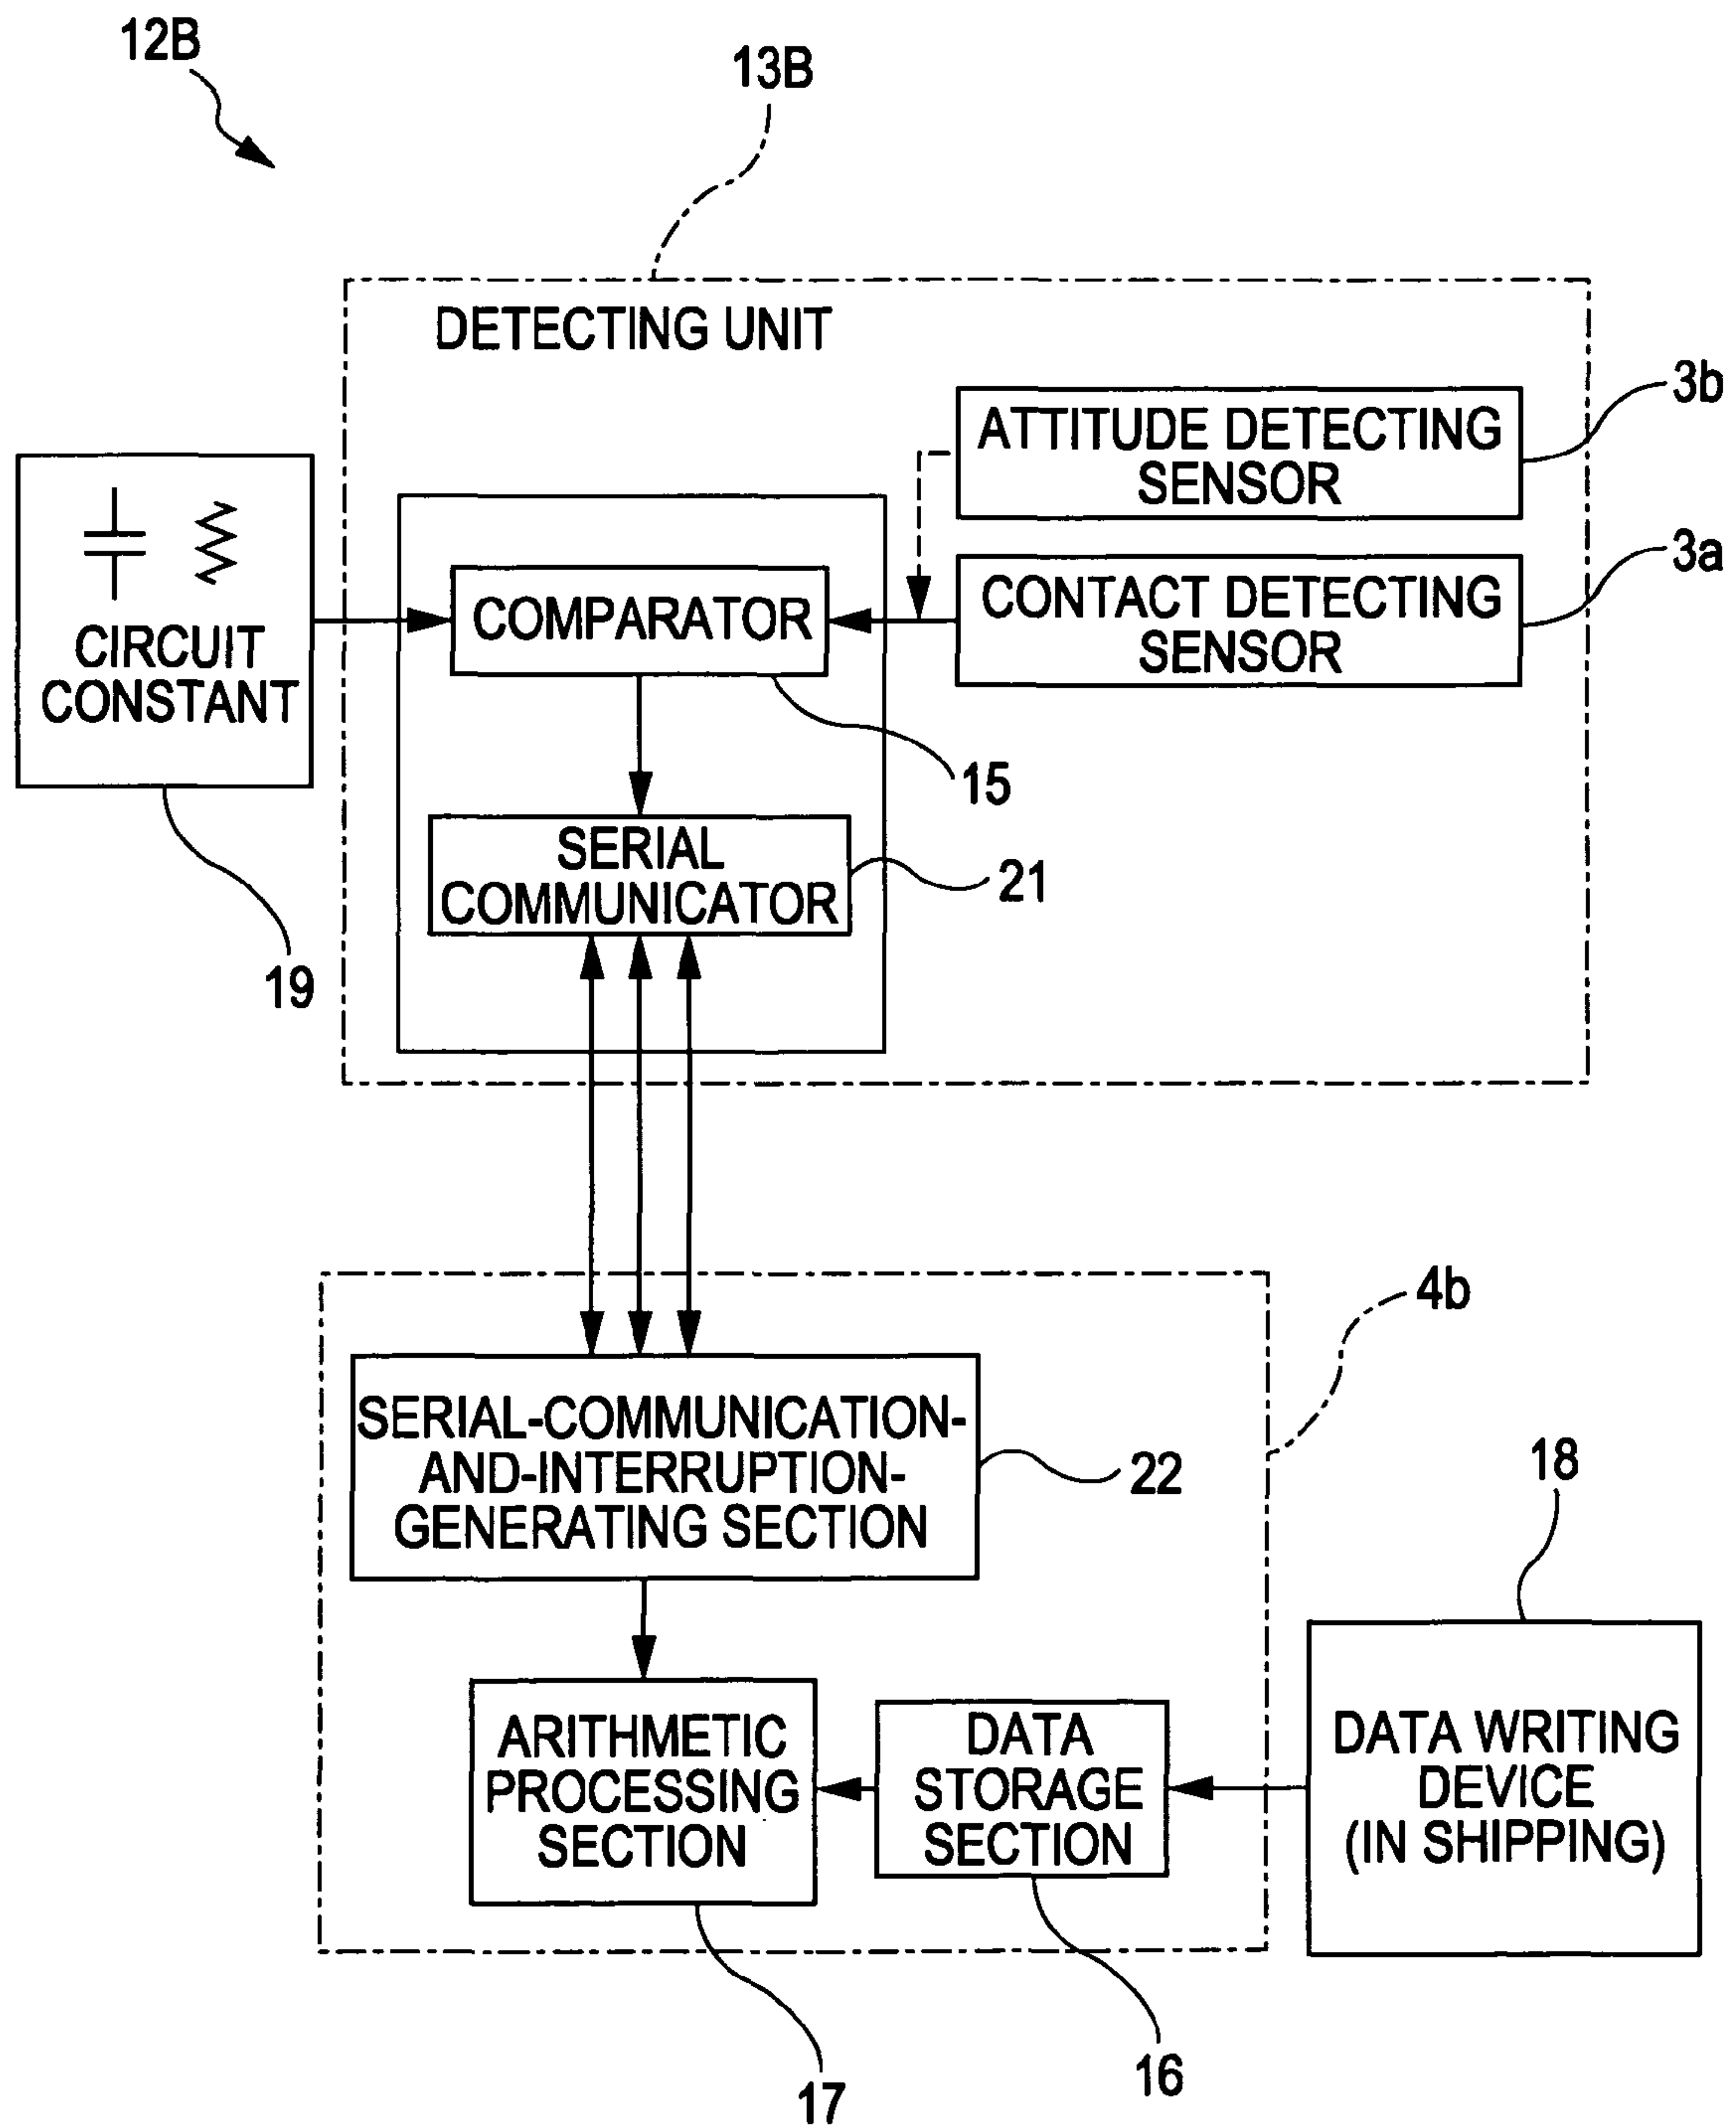 12B
13B
DETECTING UNIT
3b
ATTITUDE DETECTING
SENSOR
3a
CONTACT DETECTING
SENSOR
COMPARATOR
CIRCUIT
CONSTANT
15
SERIAL
COMMUNICATOR
21
19
4b
SERIAL-COMMUNICATION-
AND-INTERRUPTION-
GENERATING SECTION
22
18
ARITHMETIC
PROCESSING
SECTION
DATA
STORAGE
SECTION
DATA WRITING
DEVICE
(IN SHIPPING)
16
17